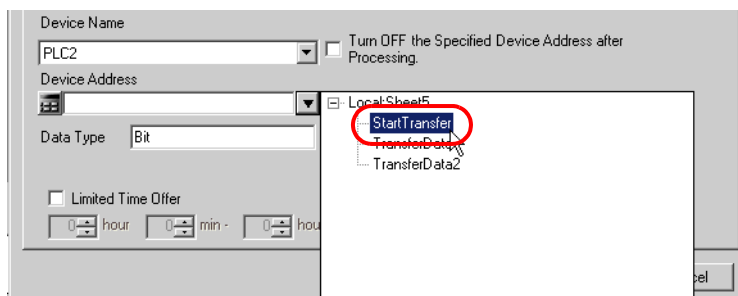 Device Name
PLC2
Turn OFF the Specified Device Address after
Processing.
Device Address
Local:Sheet5
StartTransfer
Data Type Bit
TransferData2
Limited Time Offer
0 hour 0 min - 0 hou
cel